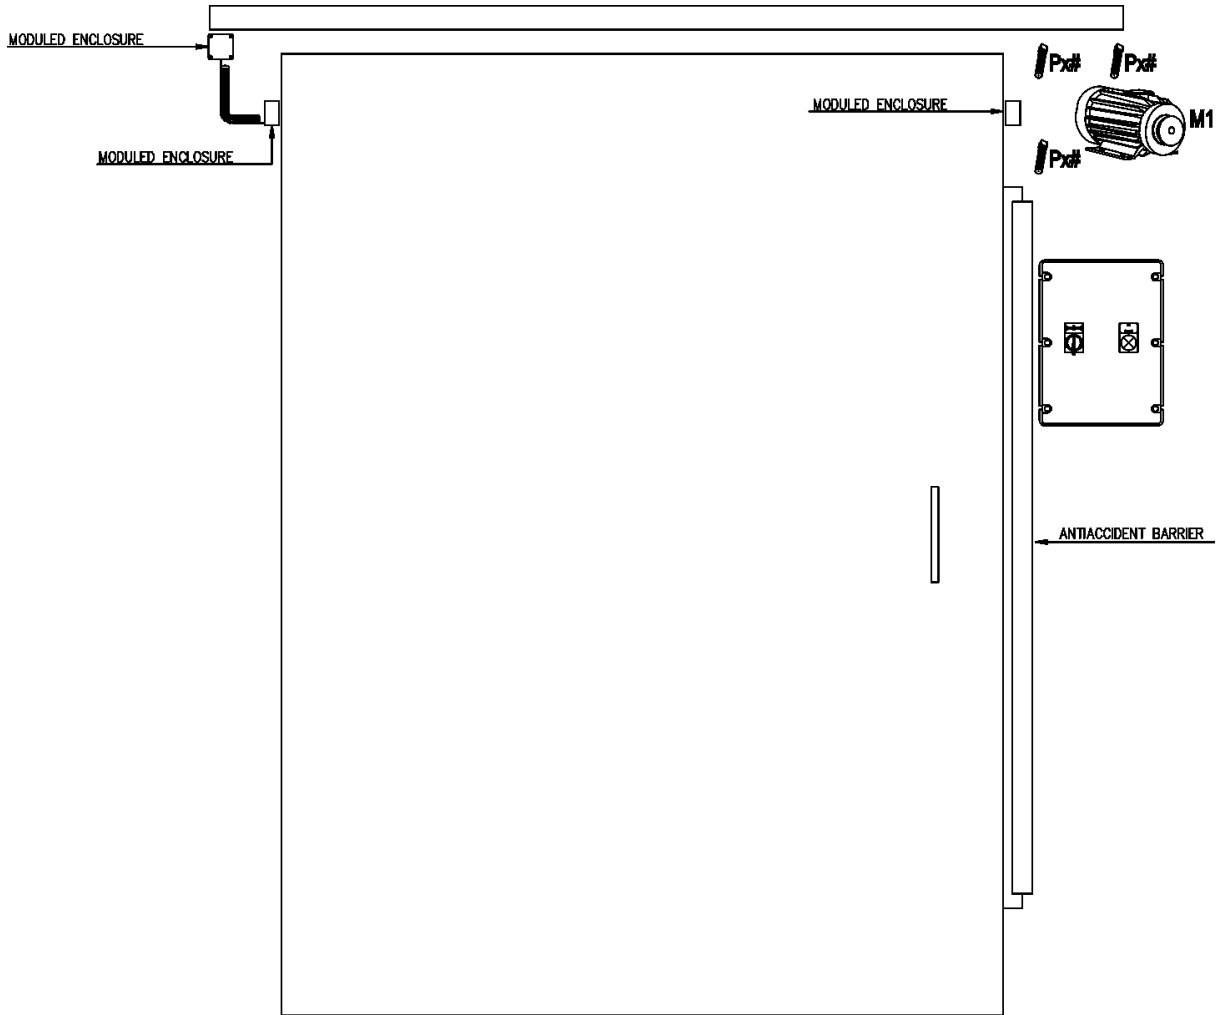 MODULED ENCLOSURE
Px# Px#
MODULED ENCLOSURE
M1
MODULED ENCLOSURE
Px#
ANTIACCIDENT BARRIER